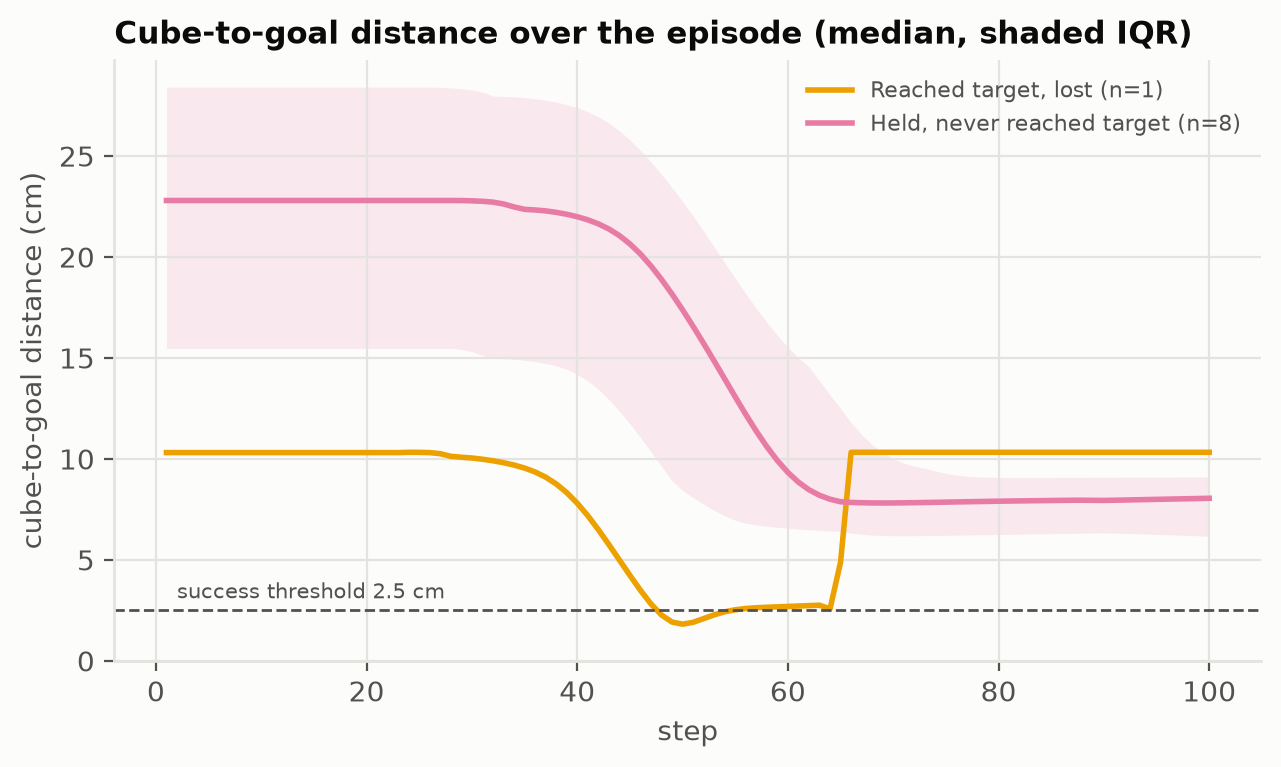 Cube-to-goal distance over the episode (median, shaded IQR)
Reached target, lost (n=1)
Held, never reached target (n=8)
cube-to-goal distance (cm)
25
20
15
10
5
0
success threshold 2.5 cm
0 20 40 60 80 100
step